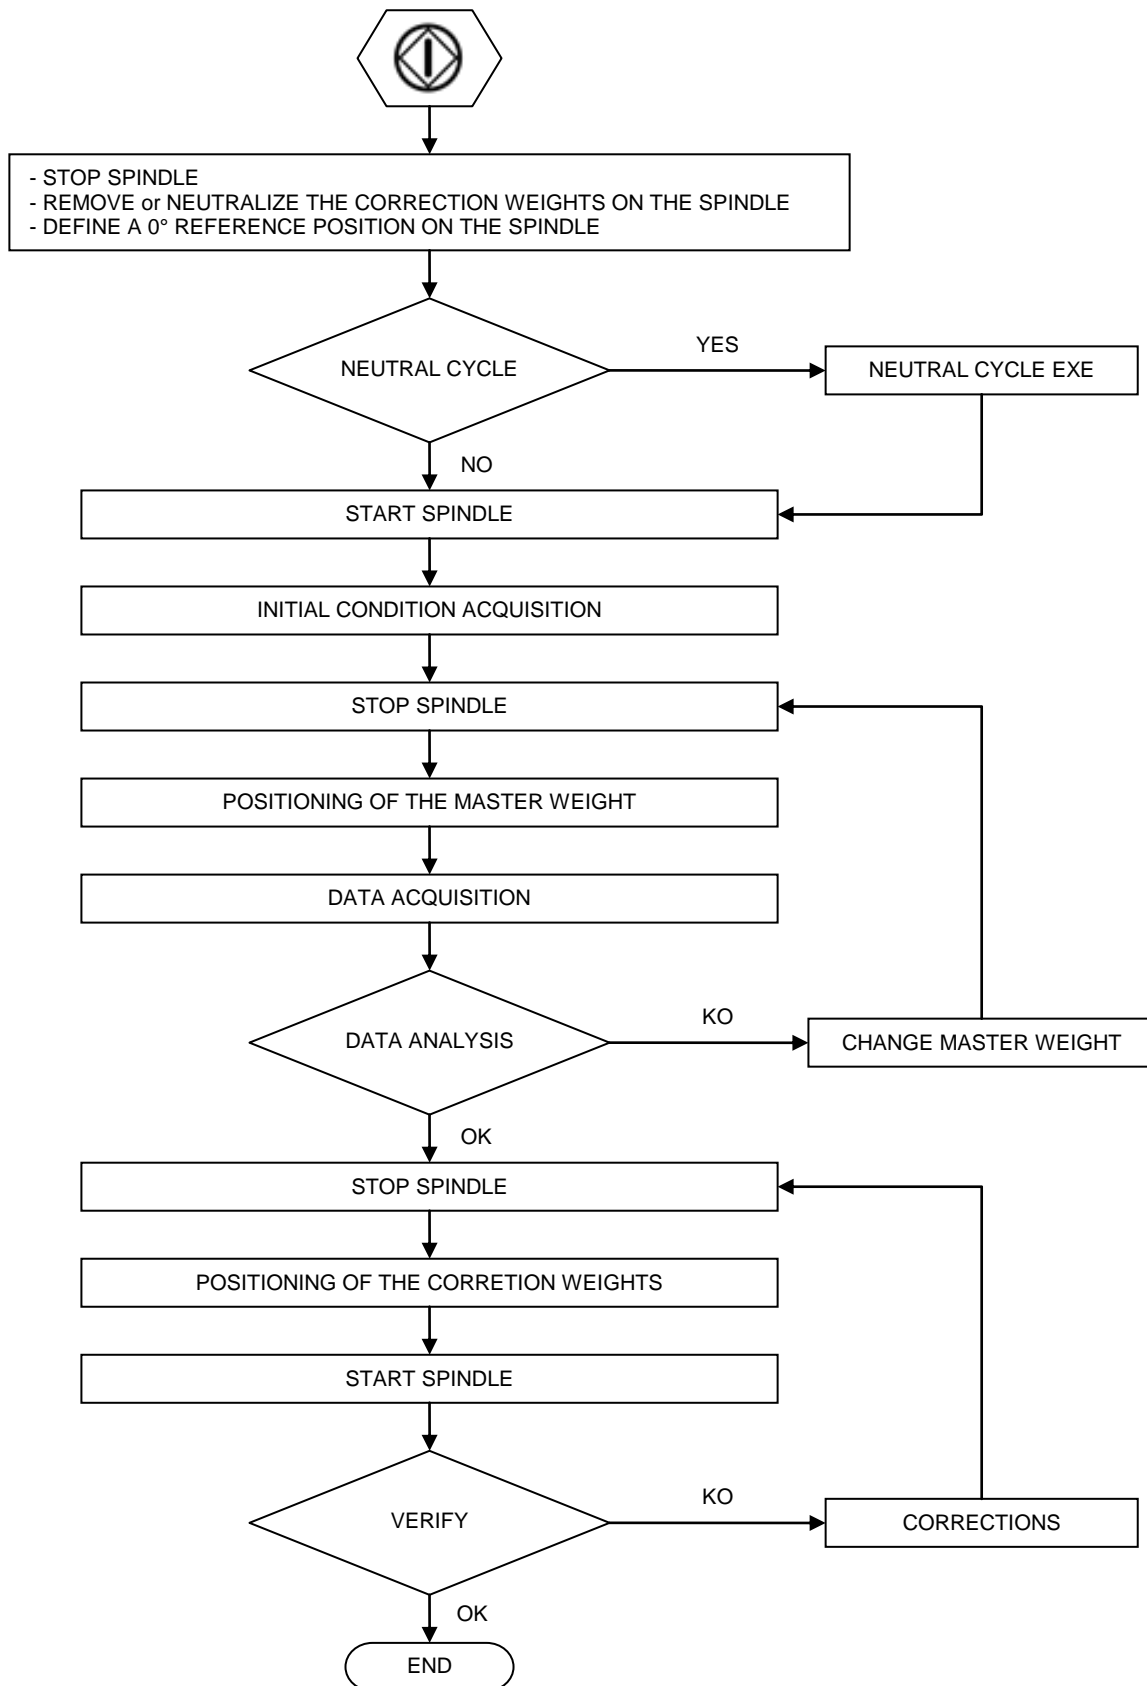 - STOP SPINDLE
- REMOVE or NEUTRALIZE THE CORRECTION WEIGHTS ON THE SPINDLE
- DEFINE A 0° REFERENCE POSITION ON THE SPINDLE
NEUTRAL CYCLE
YES
NEUTRAL CYCLE EXE
NO
START SPINDLE
INITIAL CONDITION ACQUISITION
STOP SPINDLE
POSITIONING OF THE MASTER WEIGHT
DATA ACQUISITION
DATA ANALYSIS
KO
CHANGE MASTER WEIGHT
OK
STOP SPINDLE
POSITIONING OF THE CORRETION WEIGHTS
START SPINDLE
VERIFY
KO
CORRECTIONS
OK
END